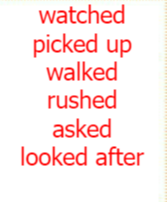 watched
picked up
walked
rushed
asked
looked after